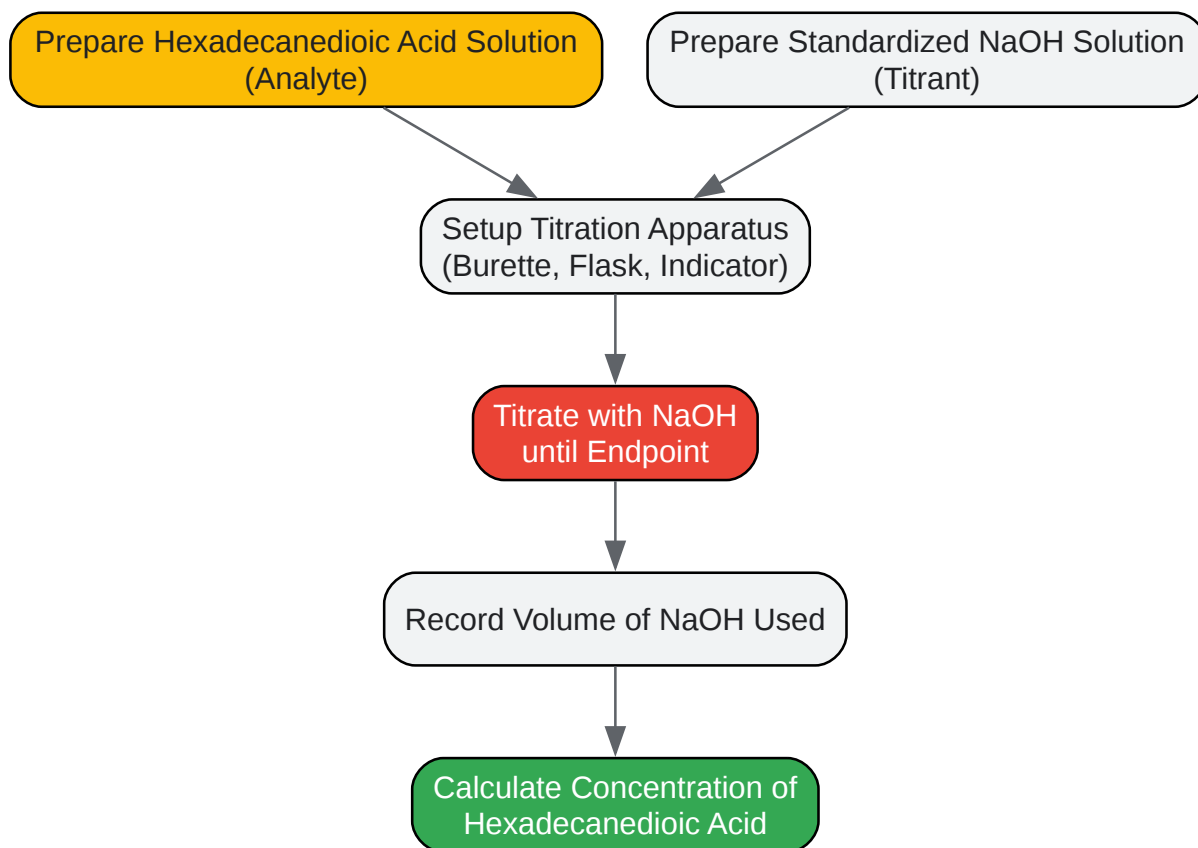 Prepare Hexadecanedioic Acid Solution
(Analyte)
Prepare Standardized NaOH Solution
(Titrant)
Setup Titration Apparatus
(Burette, Flask, Indicator)
Titrate with NaOH
until Endpoint
Record Volume of NaOH Used
Calculate Concentration of
Hexadecanedioic Acid